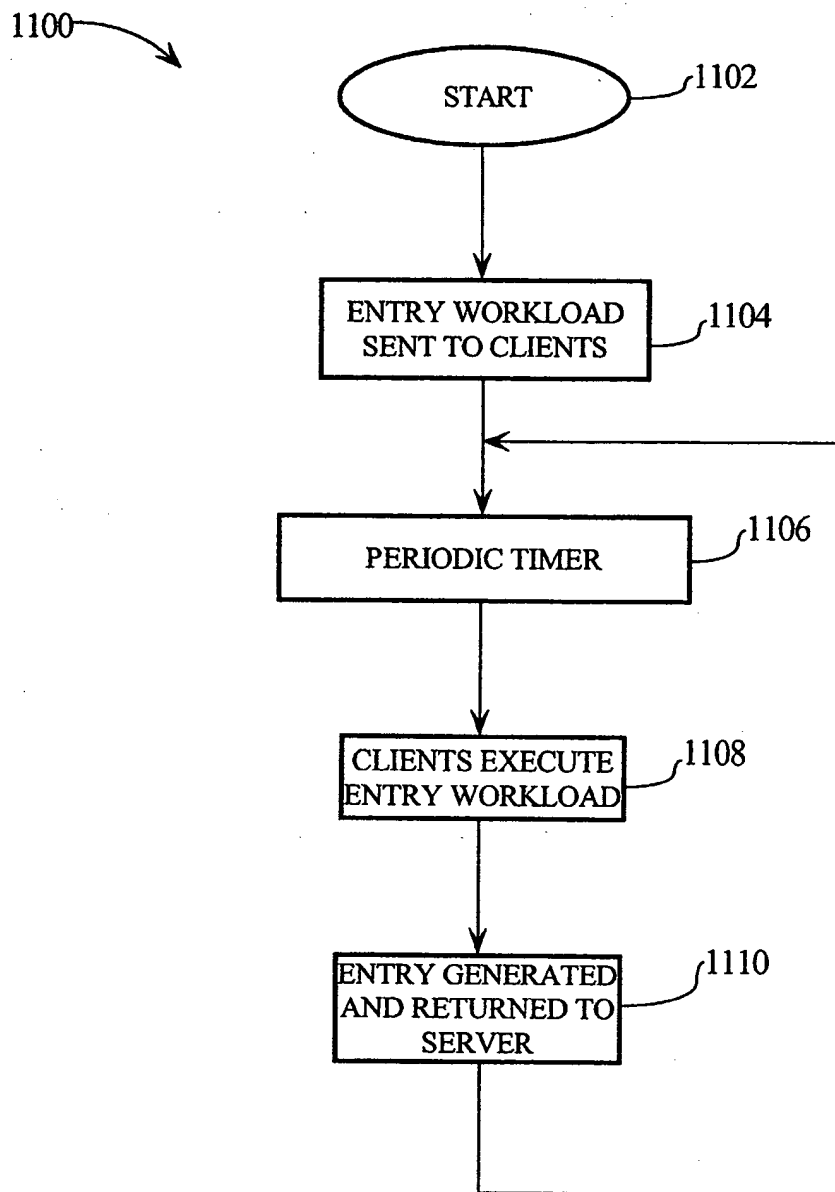 1100
START
1102
ENTRY WORKLOAD
SENT TO CLIENTS
1104
PERIODIC TIMER
1106
CLIENTS EXECUTE
ENTRY WORKLOAD
1108
ENTRY GENERATED
AND RETURNED TO
SERVER
1110